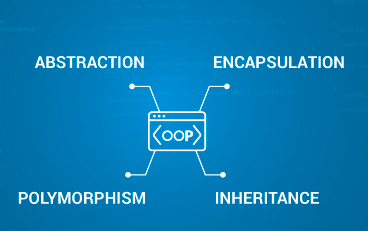 ABSTRACTION
ENCAPSULATION
<OOP>
POLYMORPHISM
INHERITANCE